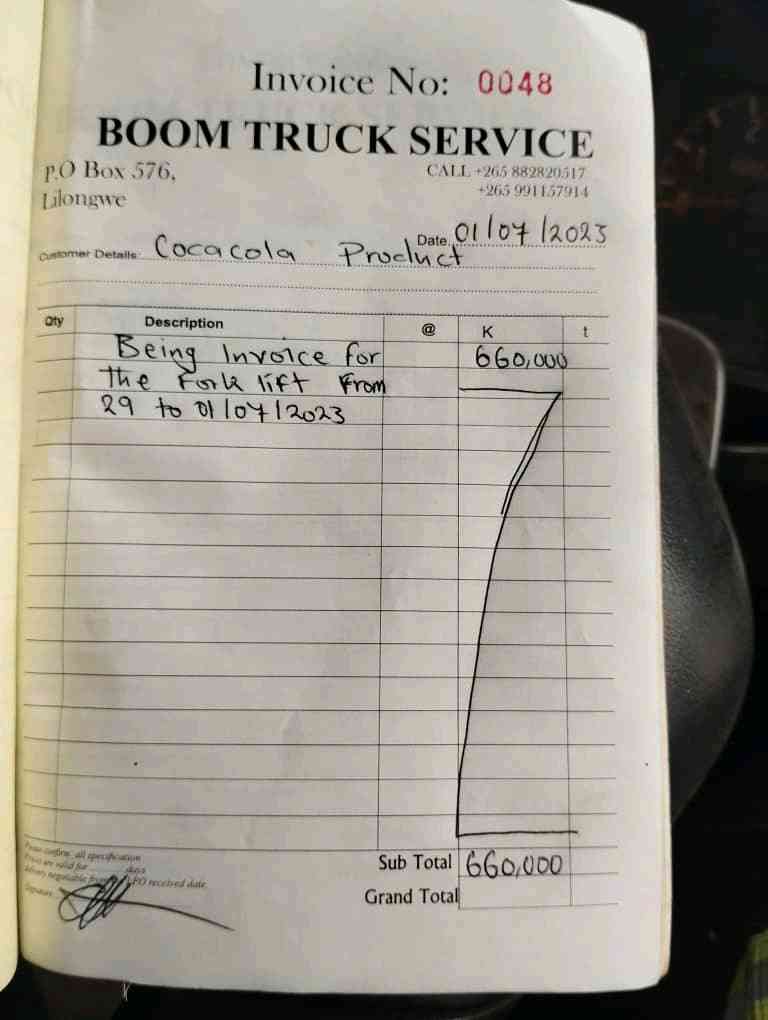 Invoice No: 0048
BOOM TRUCK SERVICE
P.O Box 576,
CALL +265 882820517
Lilongwe
+265 991157914
Date 01/07/2023
Customer Details: Cocacola Product
Qty Description @ K t
Being Invoice for 660,000
the Fork lift From
29 to 01/07/2023
Please confirm all specification
Prices are valid for days
delivery negotiable from LPO received date.
Signature
Sub Total 660,000
Grand Total